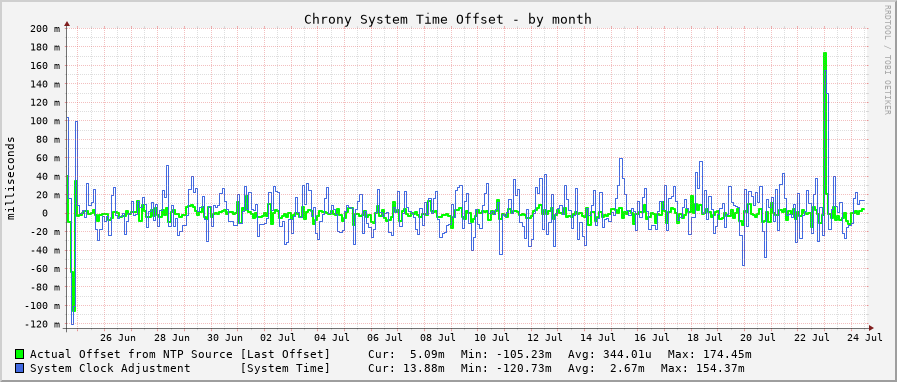 Chrony System Time Offset - by month
RRDTOOL / TOBI OETIKER
milliseconds
200 m
180 m
160 m
140 m
120 m
100 m
80 m
60 m
40 m
20 m
0
-20 m
-40 m
-60 m
-80 m
-100 m
-120 m
26 Jun 28 Jun 30 Jun 02 Jul 04 Jul 06 Jul 08 Jul 10 Jul 12 Jul 14 Jul 16 Jul 18 Jul 20 Jul 22 Jul 24 Jul
Actual Offset from NTP Source [Last Offset] Cur: 5.09m Min: -105.23m Avg: 344.01u Max: 174.45m
System Clock Adjustment [System Time] Cur: 13.88m Min: -120.73m Avg: 2.67m Max: 154.37m